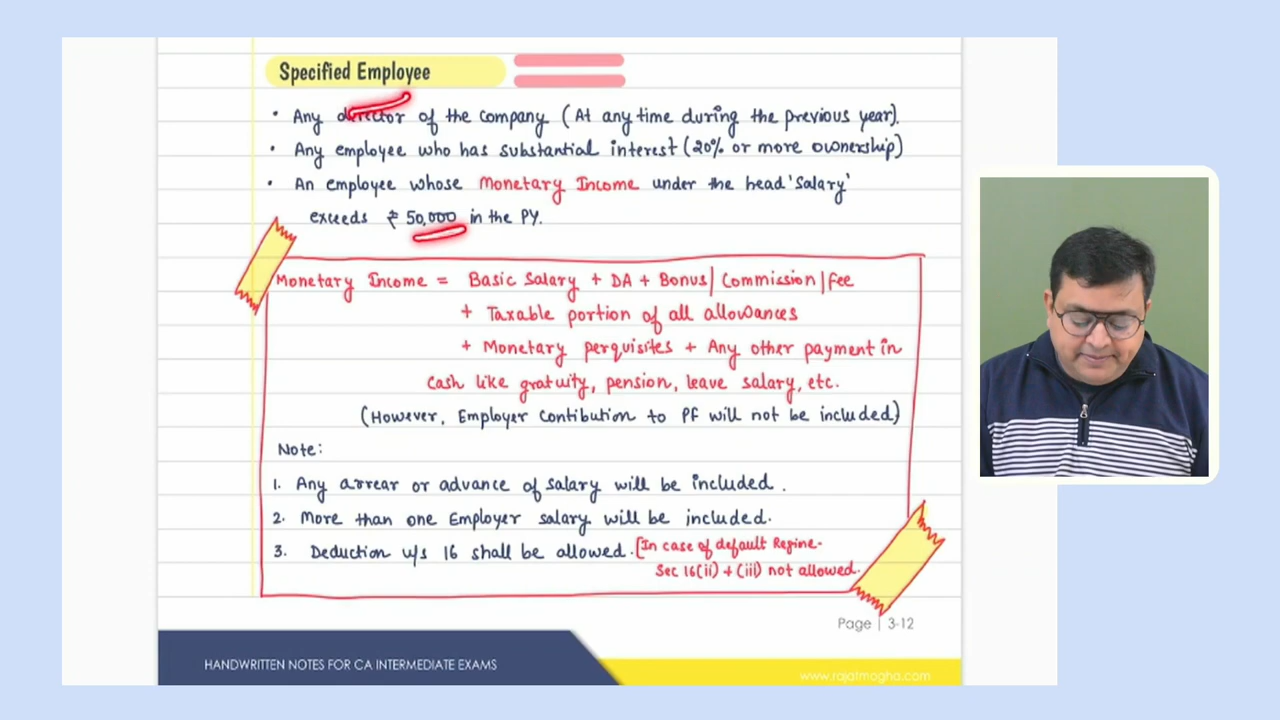 Specified Employee
• Any director of the company (At any time during the previous year).
• Any employee who has substantial interest (20% or more ownership)
• An employee whose Monetary Income under the head 'Salary'
exceeds ₹ 50,000 in the PY.
Monetary Income = Basic Salary + DA + Bonus/Commission/Fee
+ Taxable portion of all allowances
+ Monetary perquisites + Any other payment in
cash like gratuity, pension, leave salary, etc.
(However, Employer Contibution to PF will not be included)
Note:
1. Any arrear or advance of salary will be included.
2. More than one Employer salary will be included.
3. Deduction u/s 16 shall be allowed. [In case of default Regime-
Sec 16(ii) + (iii) not allowed.
Page | 3-12
HANDWRITTEN NOTES FOR CA INTERMEDIATE EXAMS
www.rajatmogha.com